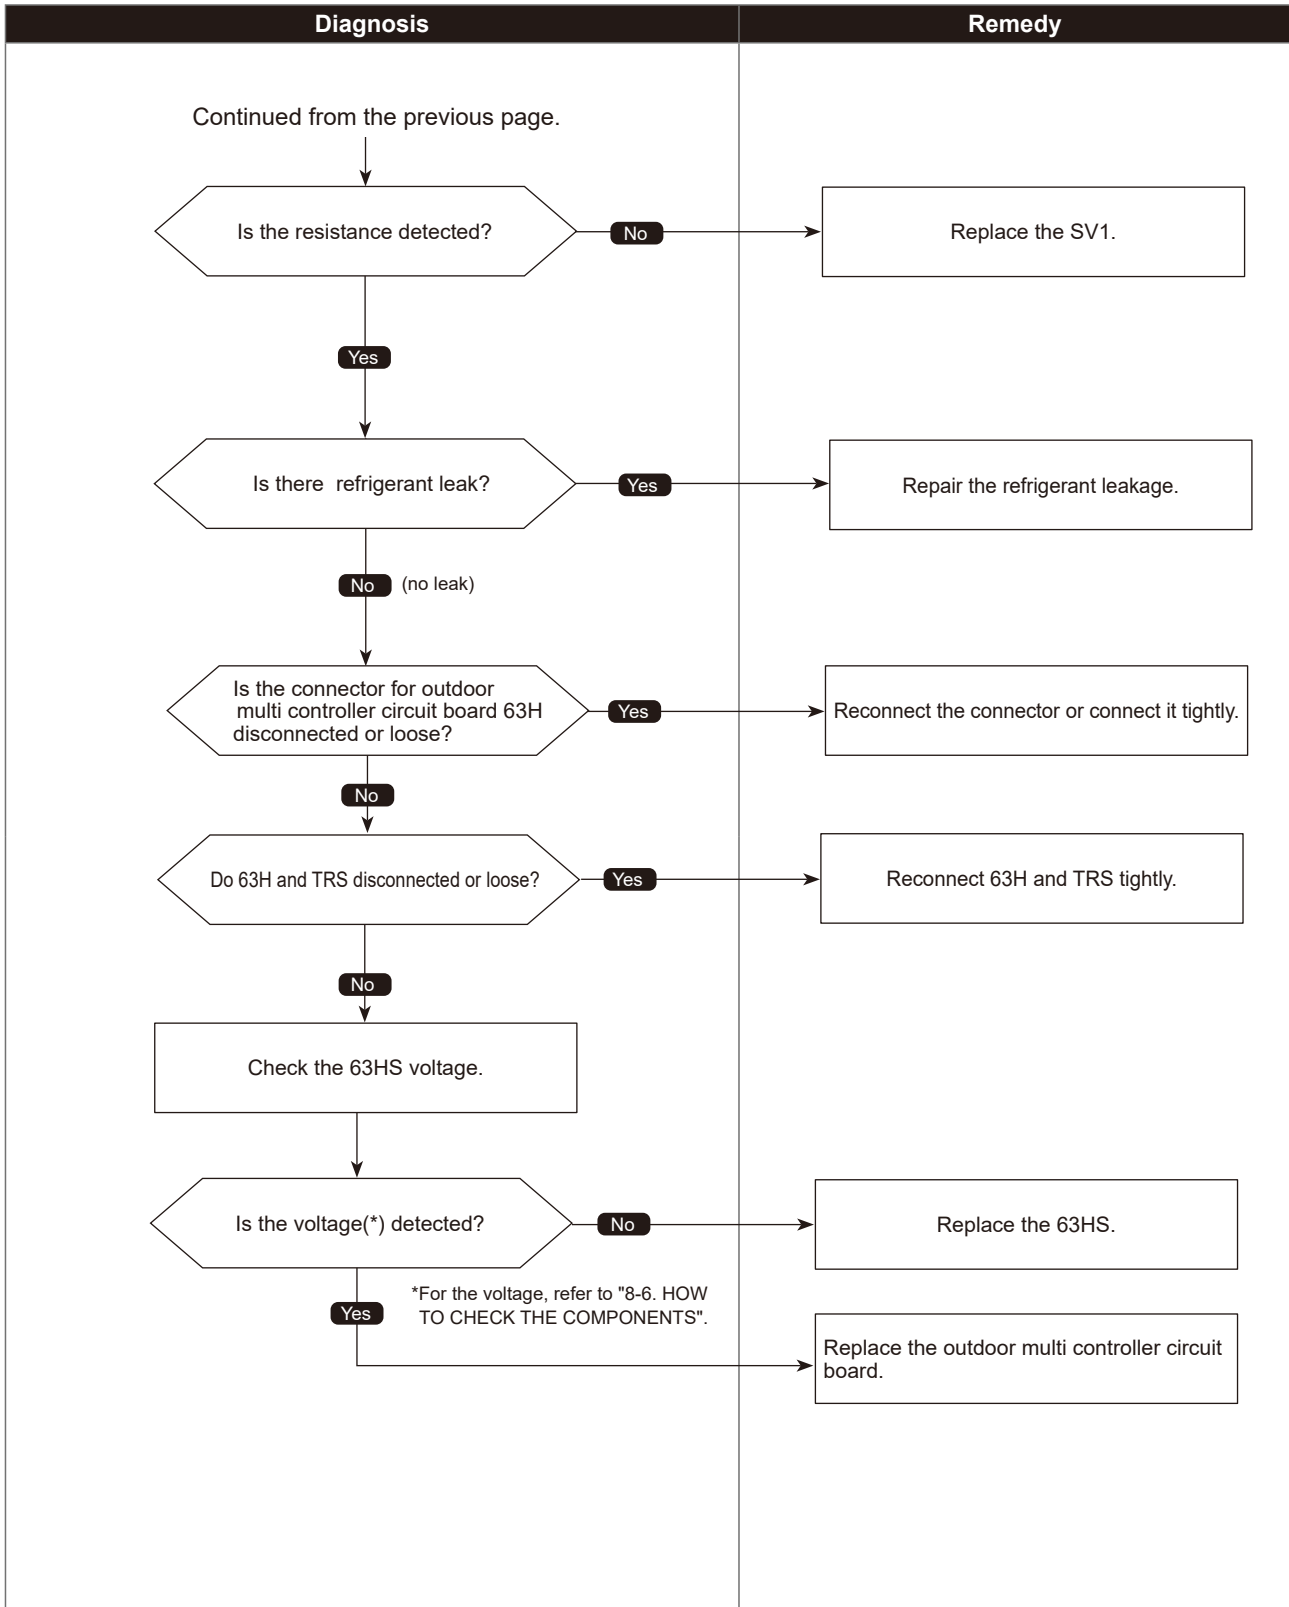 Diagnosis
Remedy
Continued from the previous page.
Is the resistance detected?
No
Replace the SV1.
Yes
Is there refrigerant leak?
Yes
Repair the refrigerant leakage.
No
(no leak)
Is the connector for outdoor
multi controller circuit board 63H
disconnected or loose?
Yes
Reconnect the connector or connect it tightly.
No
Do 63H and TRS disconnected or loose?
Yes
Reconnect 63H and TRS tightly.
No
Check the 63HS voltage.
Is the voltage(*) detected?
No
Replace the 63HS.
*For the voltage, refer to "8-6. HOW
TO CHECK THE COMPONENTS".
Yes
Replace the outdoor multi controller circuit
board.